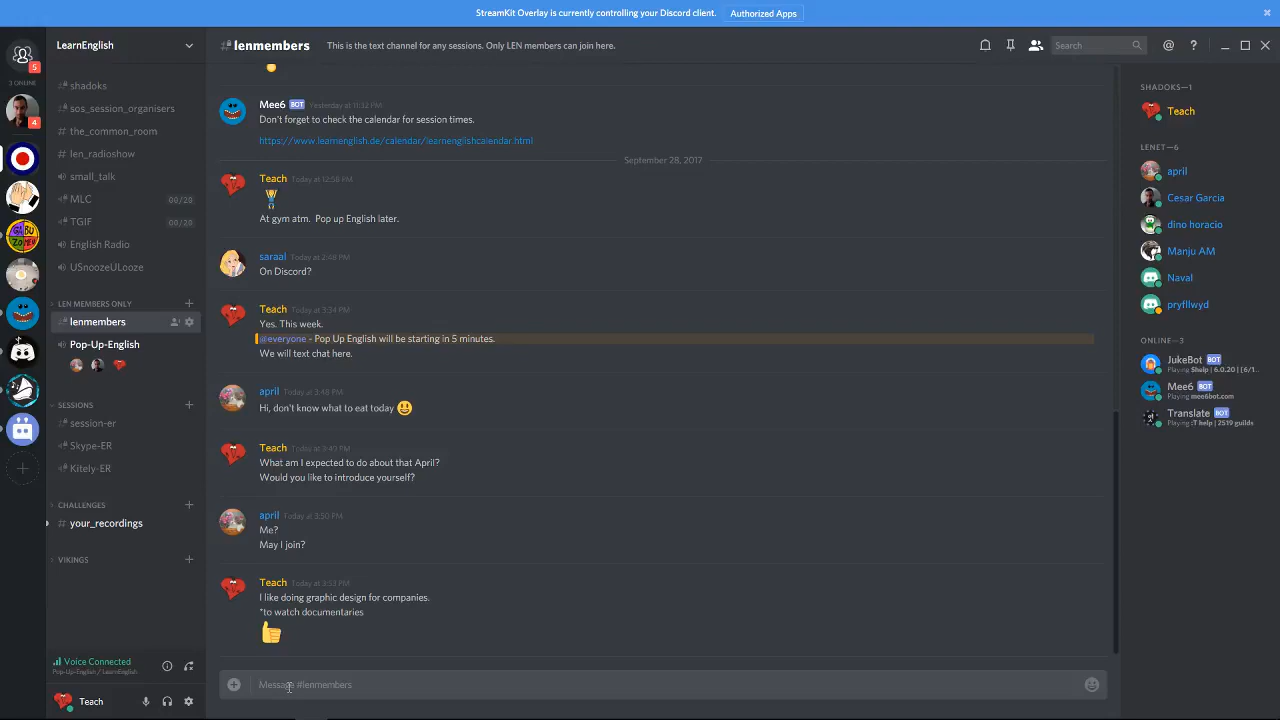 StreamKit Overlay is currently controlling your Discord client. Authorized Apps
5
3 ONLINE
4
LearnEnglish
shadoks
sos_session_organisers
the_common_room
len_radioshow
small_talk
MLC 00/20
TGIF 00/20
English Radio
USnoozeULooze
LEN MEMBERS ONLY
lenmembers
Pop-Up-English
SESSIONS
session-er
Skype-ER
Kitely-ER
CHALLENGES
# your_recordings
VIKINGS
Voice Connected
Pop-Up-English / LearnEnglish
Teach
#lenmembers This is the text channel for any sessions. Only LEN members can join here.
Search
Mee6 BOT Yesterday at 11:32 PM
Don't forget to check the calendar for session times.
https://www.learnenglish.de/calendar/learnenglishcalendar.html
September 28, 2017
Teach Today at 12:58 PM
At gym atm. Pop up English later.
saraal Today at 2:48 PM
On Discord?
Teach Today at 3:34 PM
Yes. This week.
@everyone - Pop Up English will be starting in 5 minutes.
We will text chat here.
april Today at 3:48 PM
Hi, don't know what to eat today
Teach Today at 3:49 PM
What am I expected to do about that April?
Would you like to introduce yourself?
april Today at 3:50 PM
Me?
May I join?
Teach Today at 3:53 PM
I like doing graphic design for companies.
*to watch documentaries
Message #lenmembers
SHADOKS—1
Teach
LENET—6
april
Cesar Garcia
dino horacio
Manju AM
Naval
pryfllwyd
ONLINE—3
JukeBot BOT
Playing $help | 6.0.20 | [6/1...
Mee6 BOT
Playing mee6bot.com
Translate BOT
Playing :T help | 2519 guilds